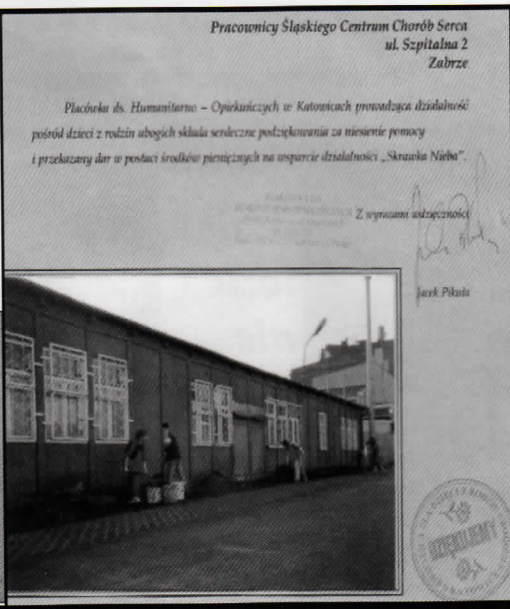 Pracownicy Śląskiego Centrum Chorób Serca
ul. Szpitalna 2
Zabrze
Placówka ds. Humanitarno – Opiekuńczych w Katowicach prowadząca działalność
pośród dzieci z rodzin ubogich składa serdeczne podziękowania za niesienie pomocy
i przekazany dar w postaci środków pieniężnych na wsparcie działalności „Skrawka Nieba".
Z wyrazami wdzięczności
Jacek Pikuła
DZIĘKUJEMY